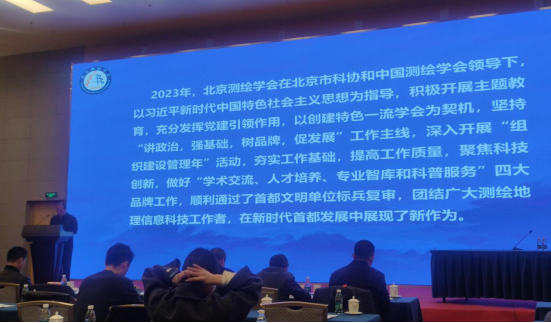 2023年，北京测绘学会在北京市科协和中国测绘学会领导下，
以习近平新时代中国特色社会主义思想为指导，积极开展主题教
育，充分发挥党建引领作用，以创建特色一流学会为契机，坚持
“讲政治，强基础，树品牌，促发展”工作主线，深入开展“组
织建设管理年”活动，夯实工作基础，提高工作质量，聚焦科技
创新，做好“学术交流、人才培养、专业智库和科普服务”四大
品牌工作，顺利通过了首都文明单位标兵复审，团结广大测绘地
理信息科技工作者，在新时代首都发展中展现了新作为。